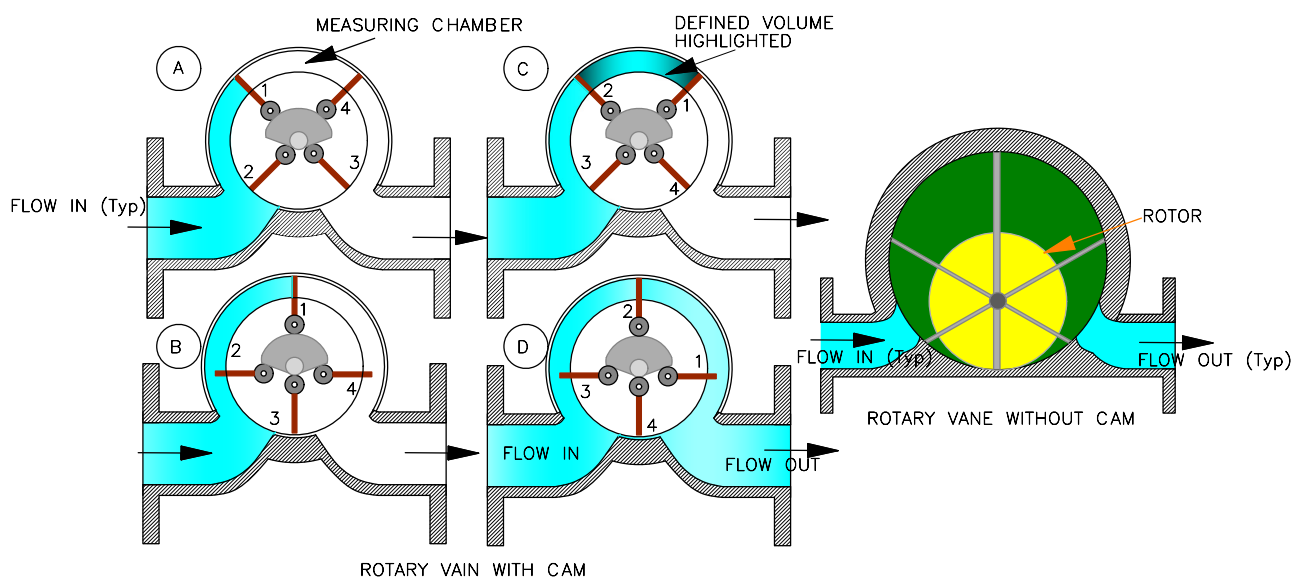 MEASURING CHAMBER
DEFINED VOLUME
HIGHLIGHTED
A
1
4
2
3
C
2
1
3
4
FLOW IN (Typ)
ROTOR
B
1
2
4
3
D
2
1
3
4
FLOW IN
FLOW OUT
FLOW IN (Typ)
FLOW OUT (Typ)
ROTARY VANE WITHOUT CAM
ROTARY VAIN WITH CAM